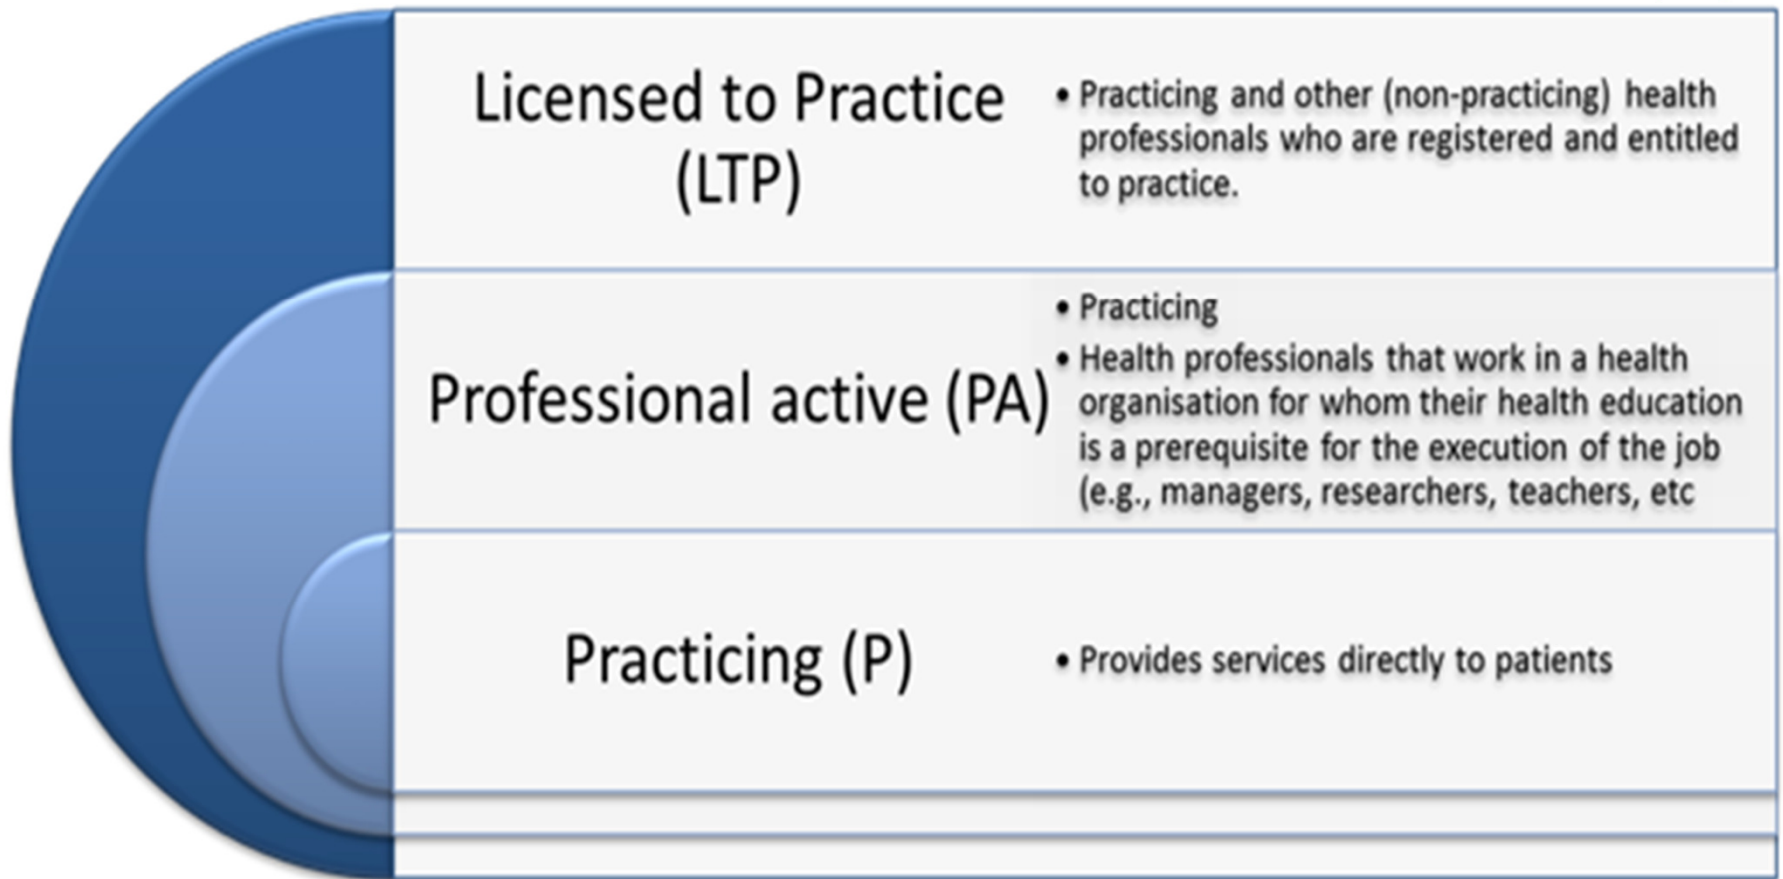 Licensed to Practice
(LTP)
• Practicing and other (non-practicing) health
professionals who are registered and entitled
to practice.
Professional active (PA)
• Practicing
• Health professionals that work in a health
organisation for whom their health education
is a prerequisite for the execution of the job
(e.g., managers, researchers, teachers, etc
Practicing (P)
• Provides services directly to patients